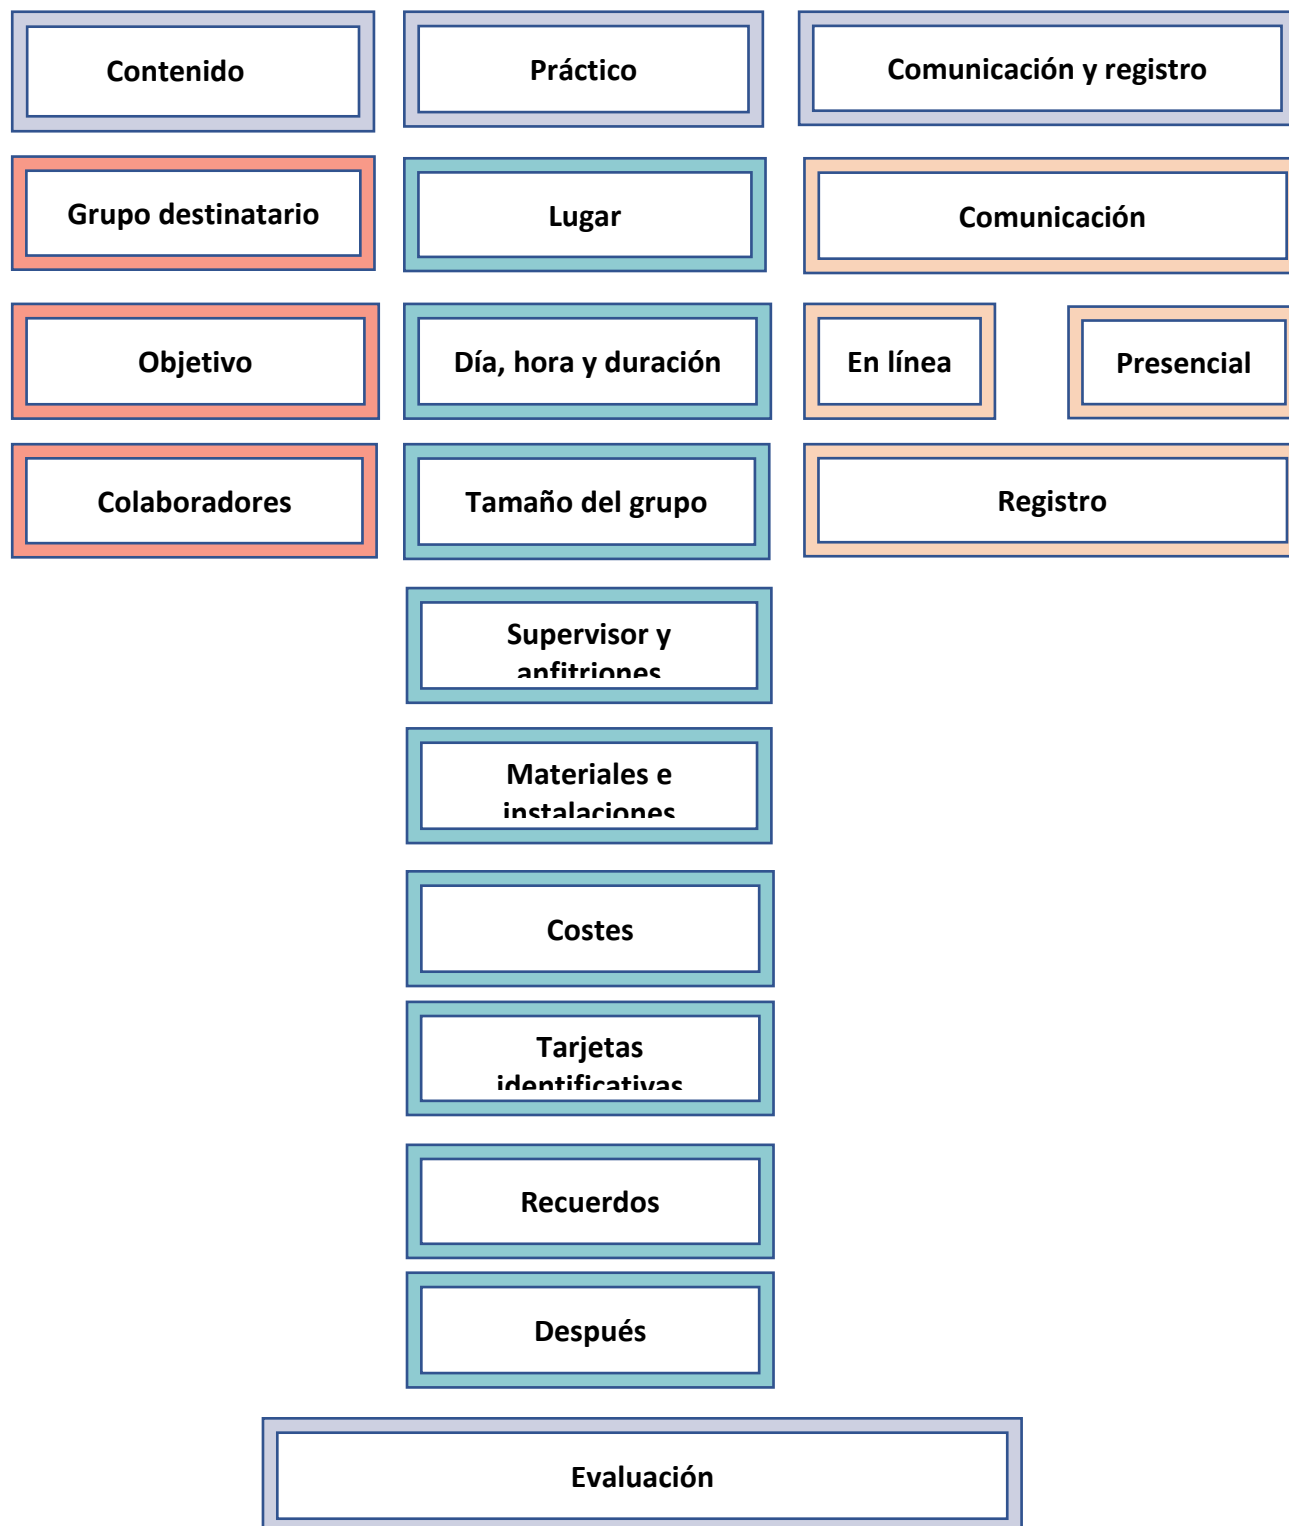 Contenido
Práctico
Comunicación y registro
Grupo destinatario
Lugar
Comunicación
Objetivo
Día, hora y duración
En línea
Presencial
Colaboradores
Tamaño del grupo
Registro
Supervisor y
anfitriones
Materiales e
instalaciones
Costes
Tarjetas
identificativas
Recuerdos
Después
Evaluación